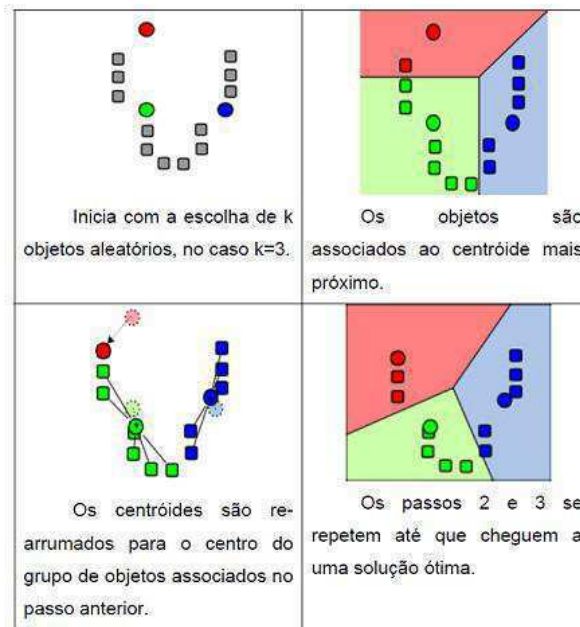 Inicia com a escolha de k
objetos aleatórios, no caso k=3.
Os objetos são
associados ao centróide mais
próximo.
Os centróides são re-
arrumados para o centro do
grupo de objetos associados no
passo anterior.
Os passos 2 e 3 se
repetem até que cheguem a
uma solução ótima.